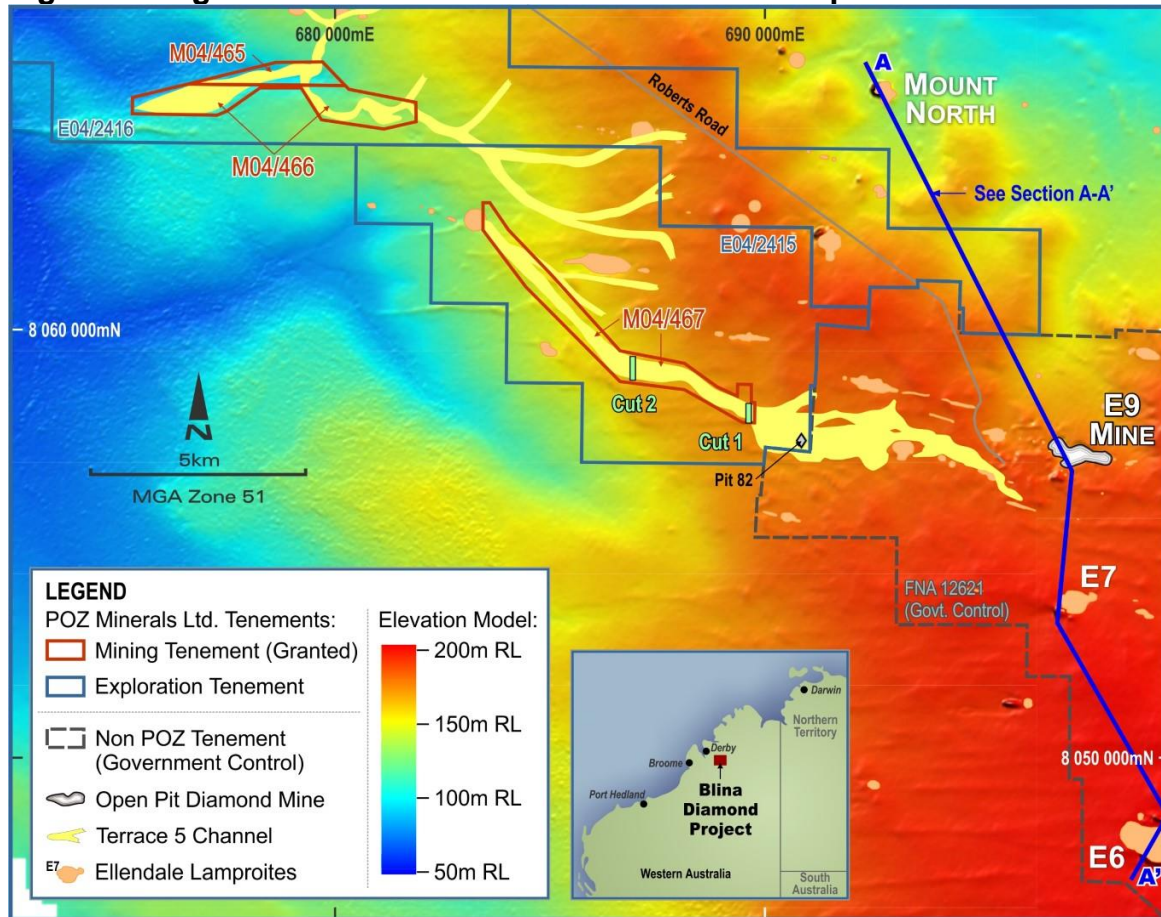 680 000mE
690 000mE
M04/465
A
MOUNT
NORTH
Roberts Road
E04/2416
M04/466
See Section A-A'
E04/2415
8 060 000mN
M04/467
Cut 2
Cut 1
E9
MINE
N
5km
MGA Zone 51
Pit 82
E7
FNA 12621
(Govt. Control)
LEGEND
POZ Minerals Ltd. Tenements:
Mining Tenement (Granted)
Exploration Tenement
Non POZ Tenement
(Government Control)
Open Pit Diamond Mine
Terrace 5 Channel
E7
Ellendale Lamproites
Elevation Model:
200m RL
150m RL
100m RL
50m RL
Darwin
Northern
Territory
Derby
Broome
Port Hedland
Blina
Diamond
Project
Western Australia
South
Australia
8 050 000mN
E6
A'